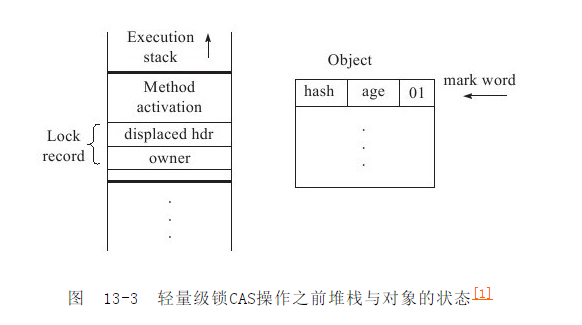 Execution
stack
Method
activation
Lock
record
displaced hdr
owner
Object
hash age 01
mark word
图 13-3 轻量级锁CAS操作之前堆栈与对象的状态[1]